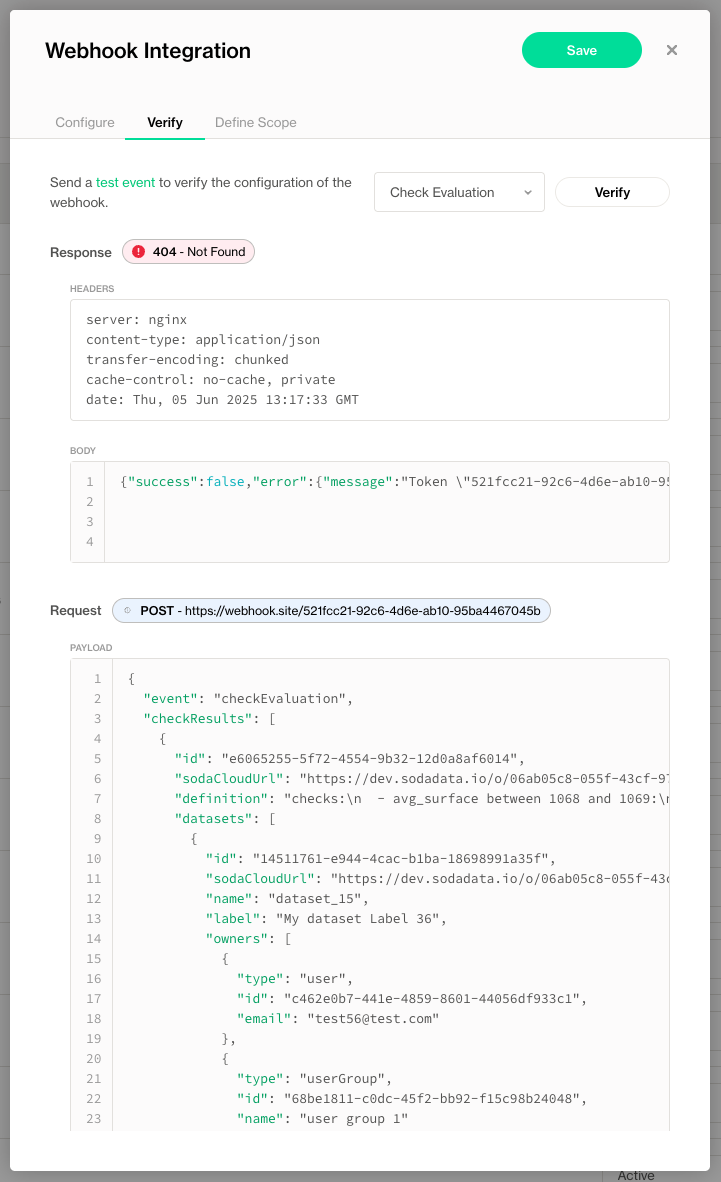 Webhook Integration
Save
Configure
Verify
Define Scope
Send a test event to verify the configuration of the
webhook.
Check Evaluation
Verify
Response
404 - Not Found
HEADERS
server: nginx
content-type: application/json
transfer-encoding: chunked
cache-control: no-cache, private
date: Thu, 05 Jun 2025 13:17:33 GMT
BODY
1 {"success":false,"error":{"message":"Token \"521fcc21-92c6-4d6e-ab10-95
2
3
4
Request
POST - https://webhook.site/521fcc21-92c6-4d6e-ab10-95ba4467045b
PAYLOAD
1 {
2 "event": "checkEvaluation",
3 "checkResults": [
4 {
5 "id": "e6065255-5f72-4554-9b32-12d0a8af6014",
6 "sodaCloudUrl": "https://dev.sodadata.io/o/06ab05c8-055f-43cf-97
7 "definition": "checks:\n  - avg_surface between 1068 and 1069:\n
8 "datasets": [
9 {
10 "id": "14511761-e944-4cac-b1ba-18698991a35f",
11 "sodaCloudUrl": "https://dev.sodadata.io/o/06ab05c8-055f-43c
12 "name": "dataset_15",
13 "label": "My dataset Label 36",
14 "owners": [
15 {
16 "type": "user",
17 "id": "c462e0b7-441e-4859-8601-44056df933c1",
18 "email": "test56@test.com"
19 },
20 {
21 "type": "userGroup",
22 "id": "68be1811-c0dc-45f2-bb92-f15c98b24048",
23 "name": "user group 1"
Active